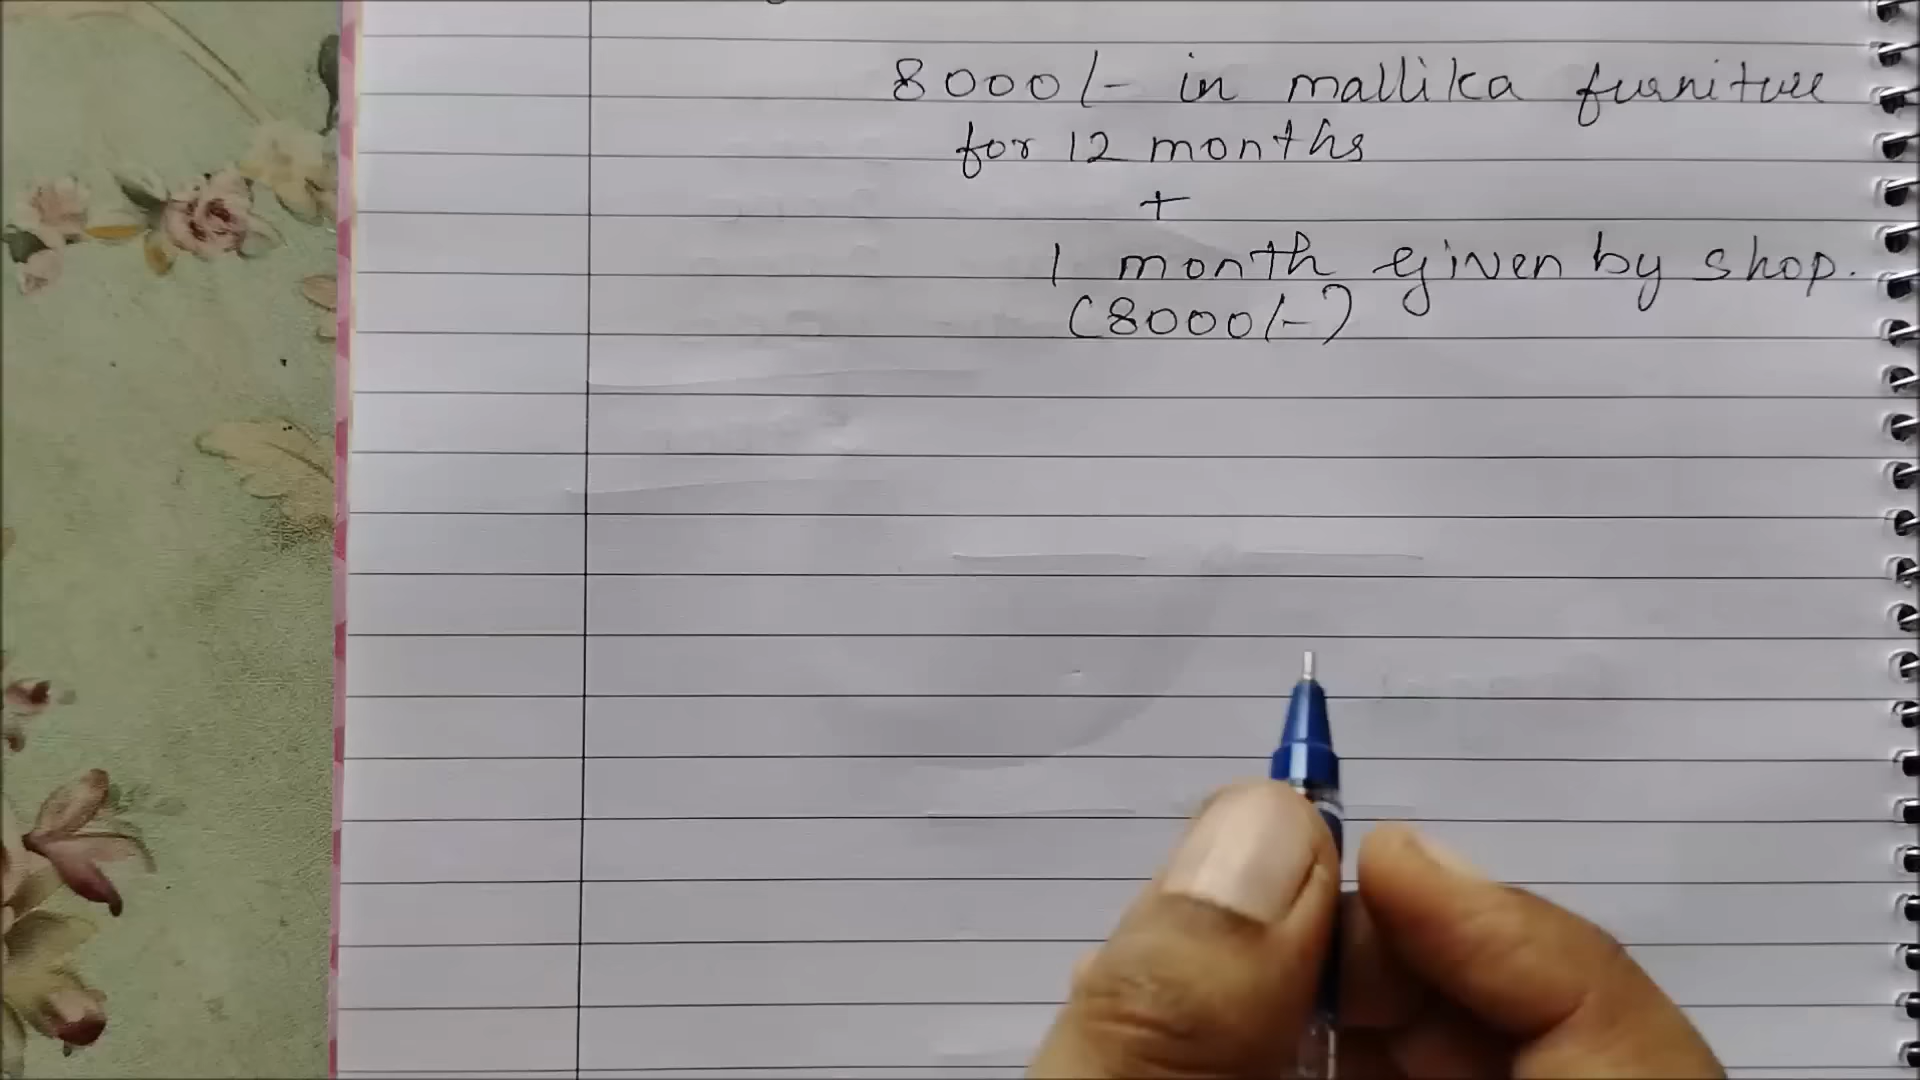 8000/- in mallika furniture
for 12 months
+
1 month given by shop.
(8000/-)